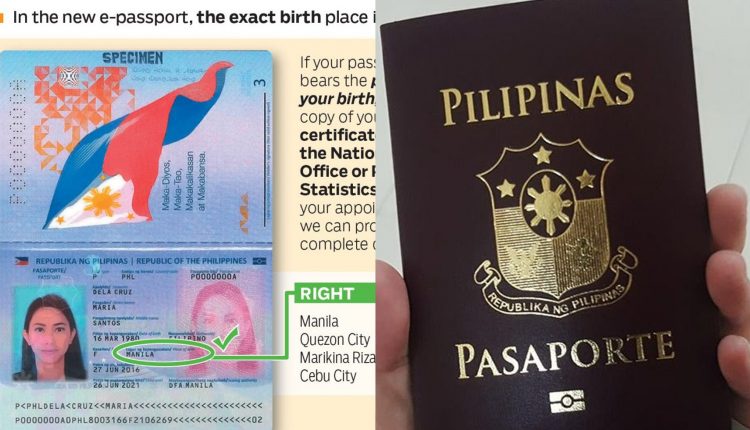 In the new e-passport, the exact birth place i
SPECIMEN
3
P0000000A
Maka-Diyos,
Maka-Tao,
Makakalikasan
at Makabansa.
REPUBLIKA NG PILIPINAS | REPUBLIC OF THE PHILIPPINES
PASAPORTE/
PASSPORT
P
PHL
P0000000A
DELA CRUZ
MARIA
SANTOS
16 MAR 1980
FILIPINO
F
MANILA
27 JUN 2016
26 JUN 2021
DFA MANILA
P<PHLDELA<CRUZ<<MARIA<<<<<<<<<<<<<<<<<<<<<<<
P0000000A0PHL8003166F2106269<<<<<<<<<<<<<<02
If your pass
bears the
your birth,
copy of you
certificat
the Natio
Office or P
Statistics
your appoi
we can pro
complete
RIGHT
Manila
Quezon City
Marikina Riza
Cebu City
PILIPINAS
REPUBLIKA NG PILIPINAS
PASAPORTE